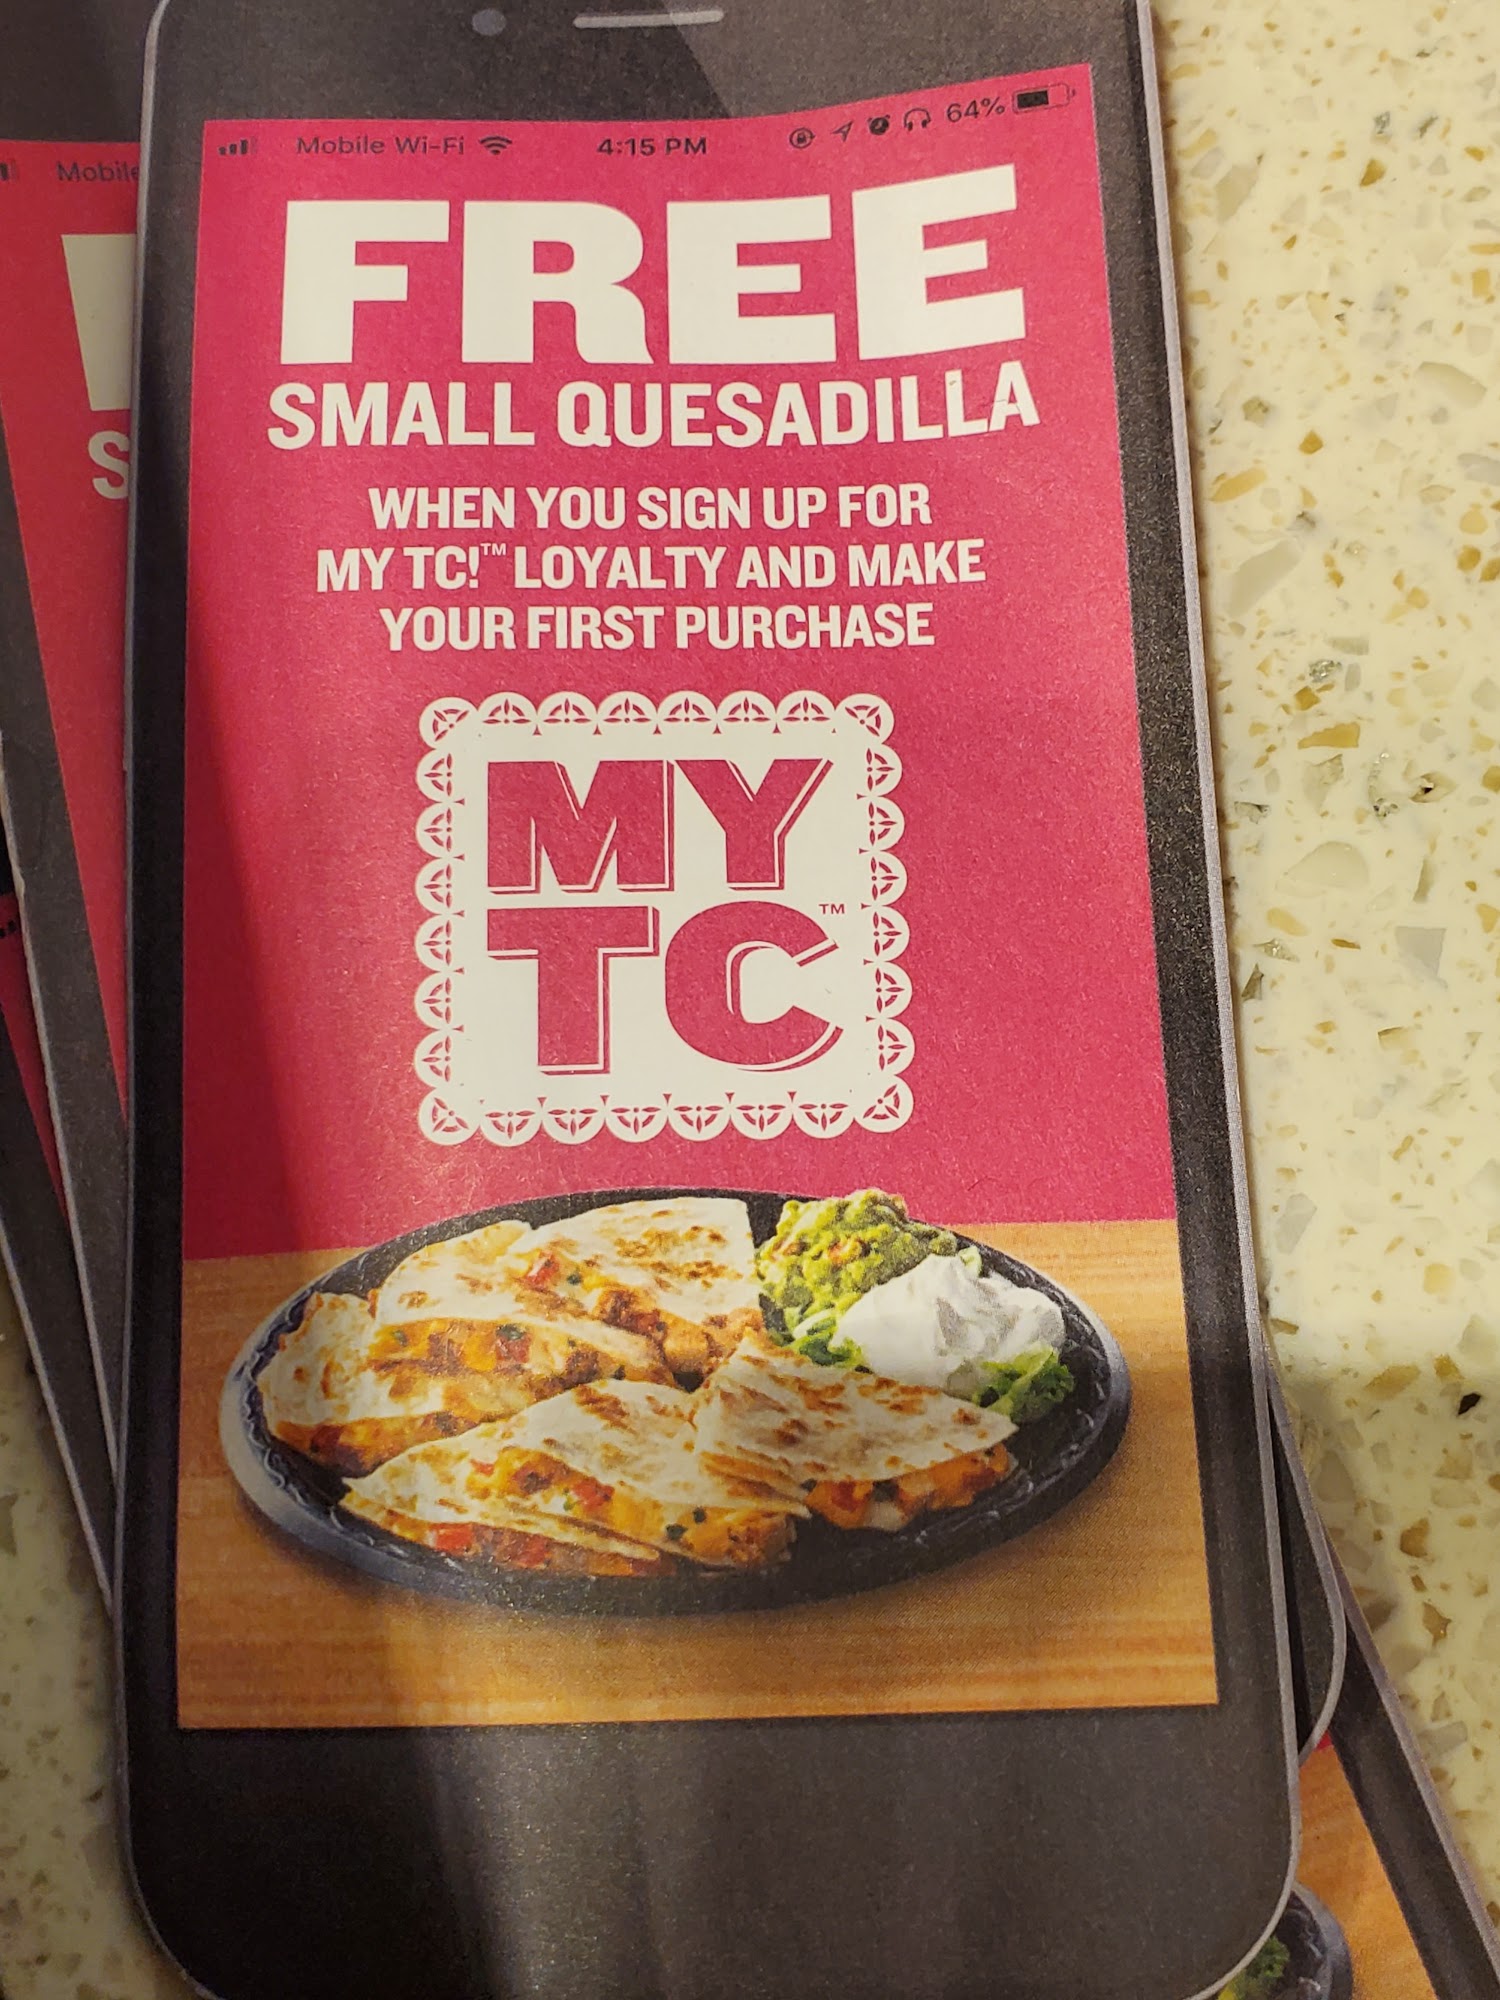 Mobile Wi-Fi 4:15 PM 64%
FREE
SMALL QUESADILLA
WHEN YOU SIGN UP FOR
MY TC!™ LOYALTY AND MAKE
YOUR FIRST PURCHASE
MY
TC™
Mobile
S